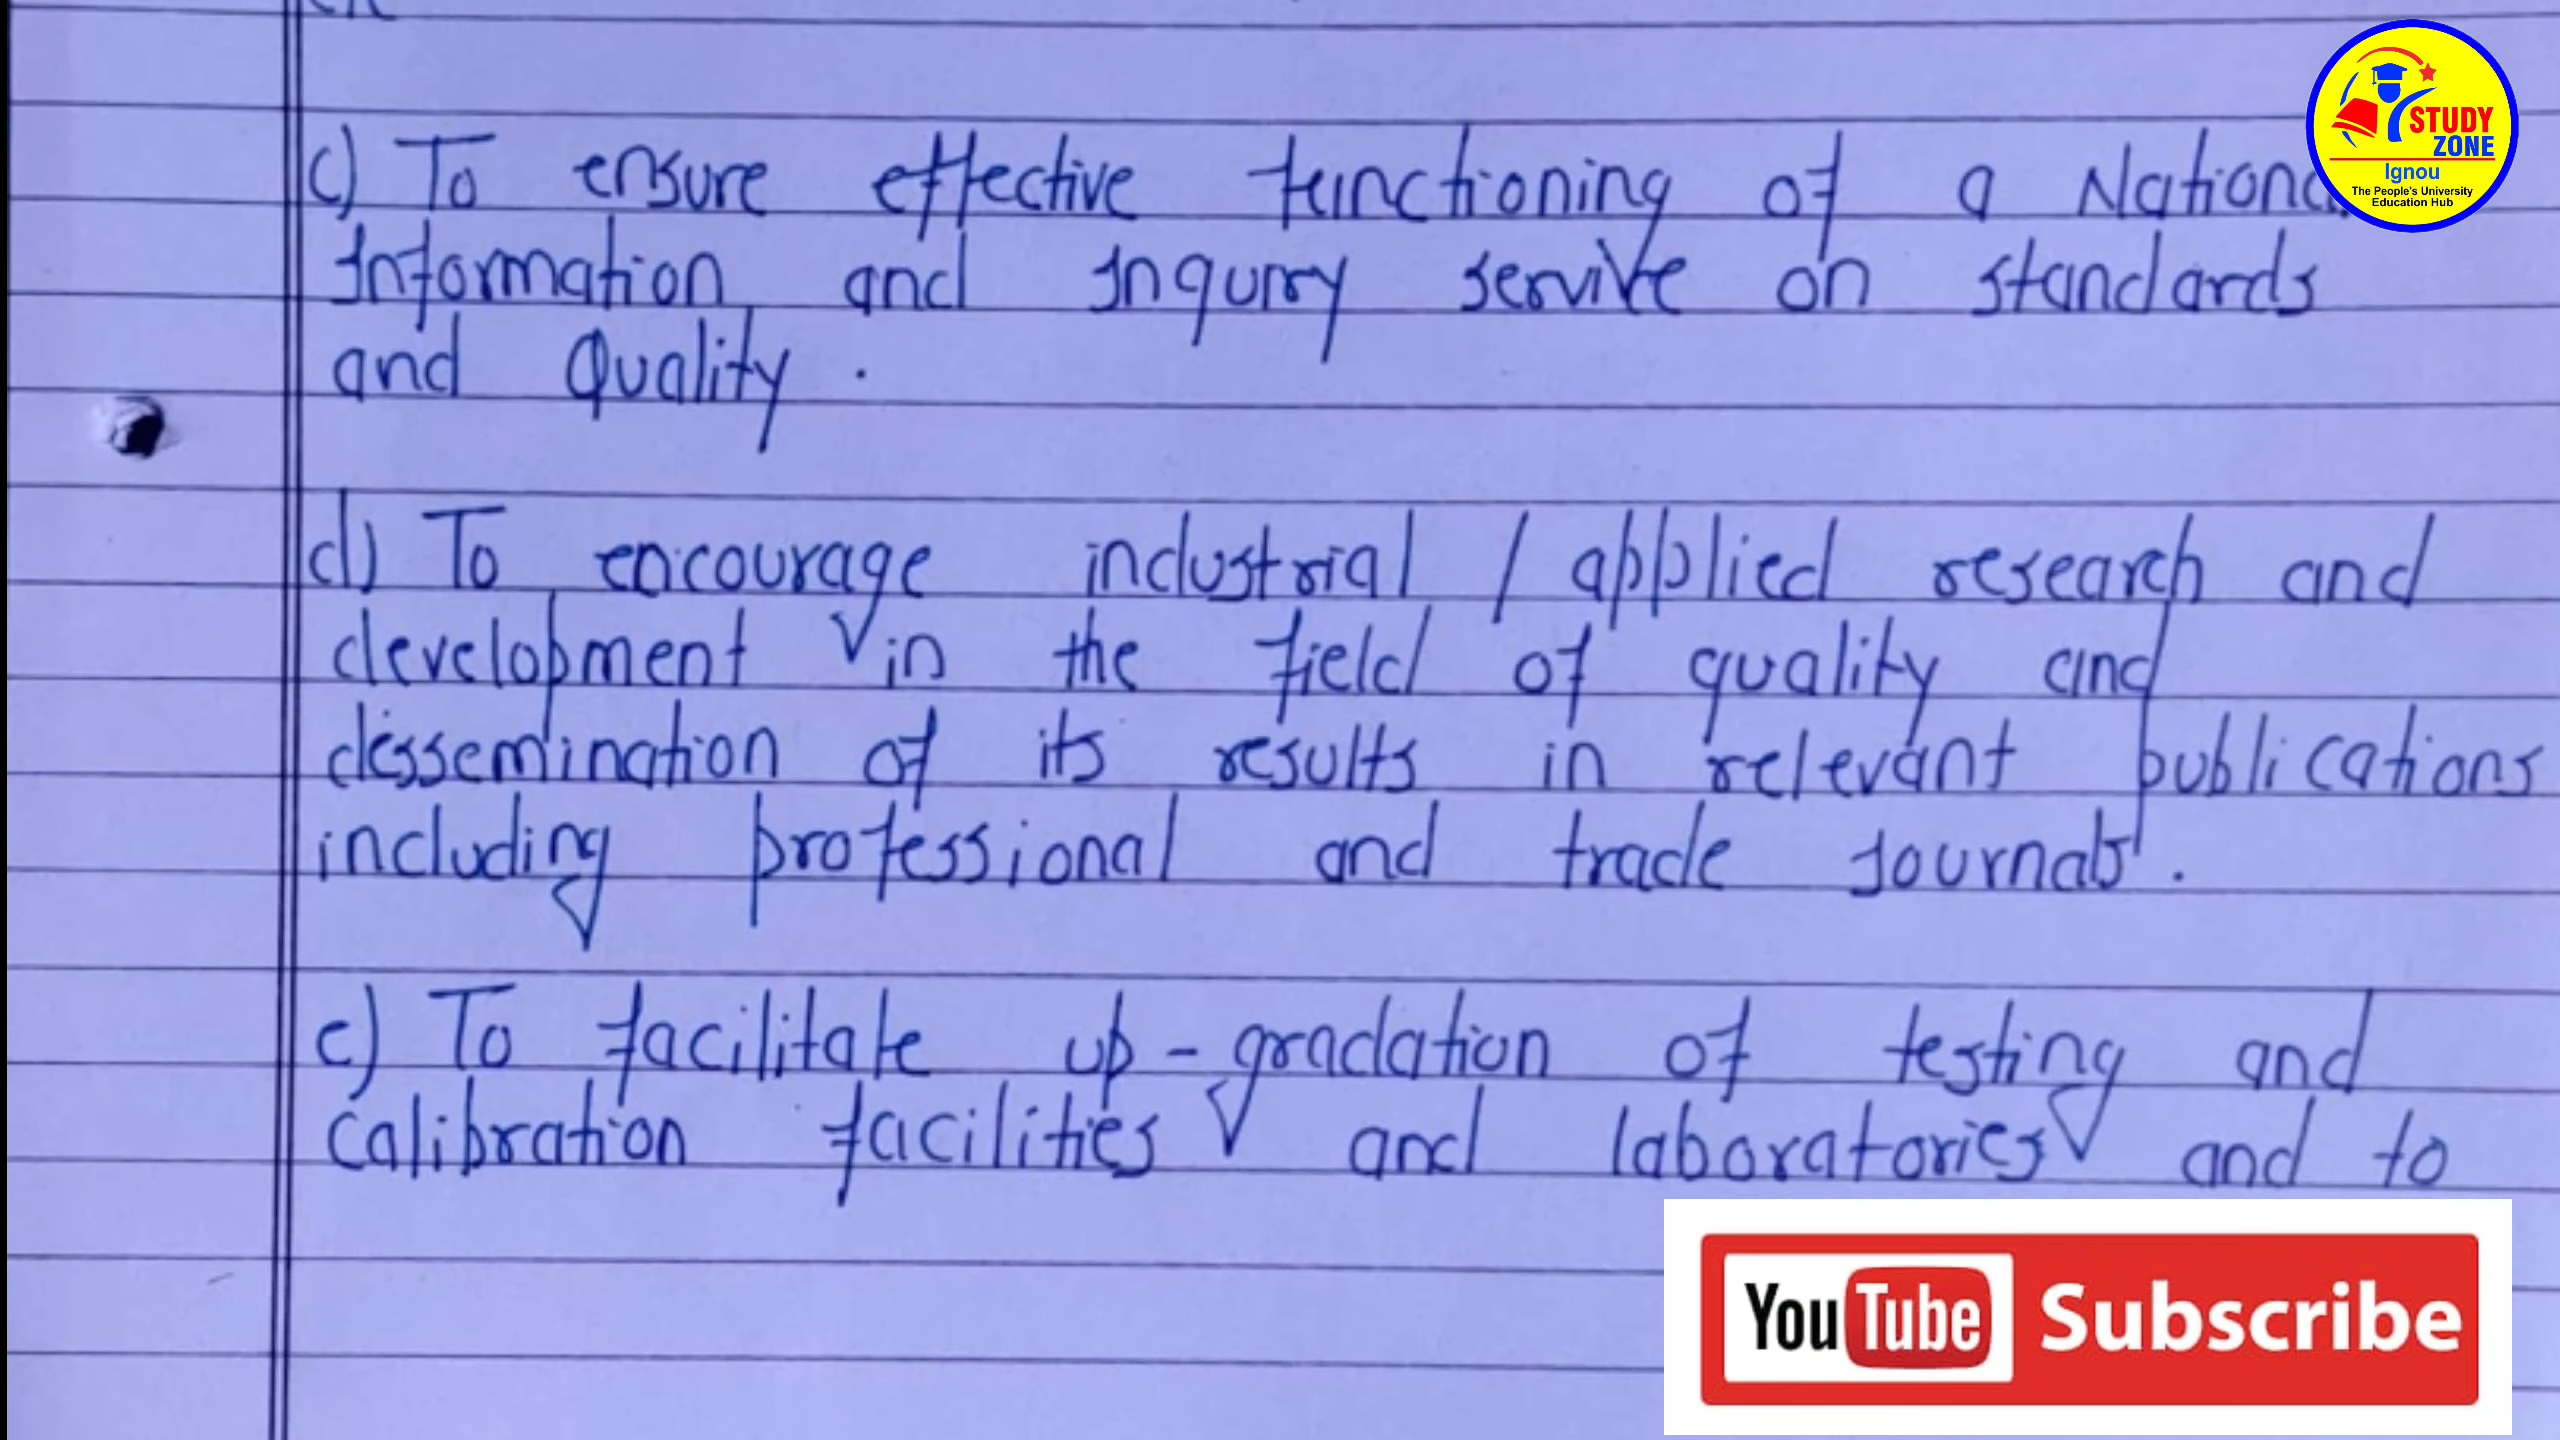 c) To ensure effective functioning of a Nationa
Information and Inqurry service on standards
and Quality .
d) To encourage industrial / applied research and
development in the field of quality and
dessemination of its results in relevant publications
including professional and trade Journals .
e) To facilitate up-gradation of testing and
Calibration facilities and laboratories and to
STUDY
ZONE
Ignou
The People's University
Education Hub
YouTube Subscribe